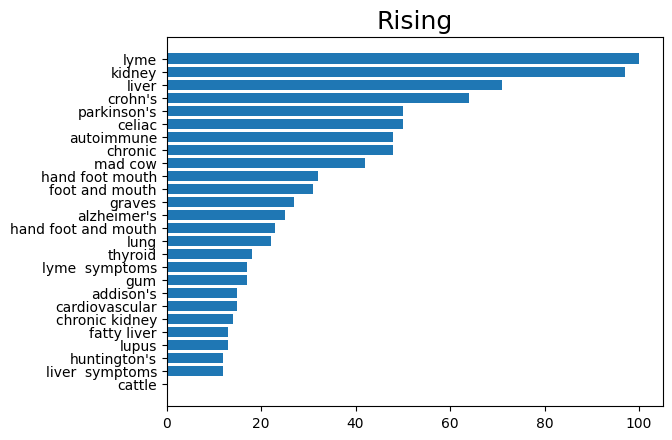 Rising
lyme
kidney
liver
crohn's
parkinson's
celiac
autoimmune
chronic
mad cow
hand foot mouth
foot and mouth
graves
alzheimer's
hand foot and mouth
lung
thyroid
lyme  symptoms
gum
addison's
cardiovascular
chronic kidney
fatty liver
lupus
huntington's
liver  symptoms
cattle
0 20 40 60 80 100